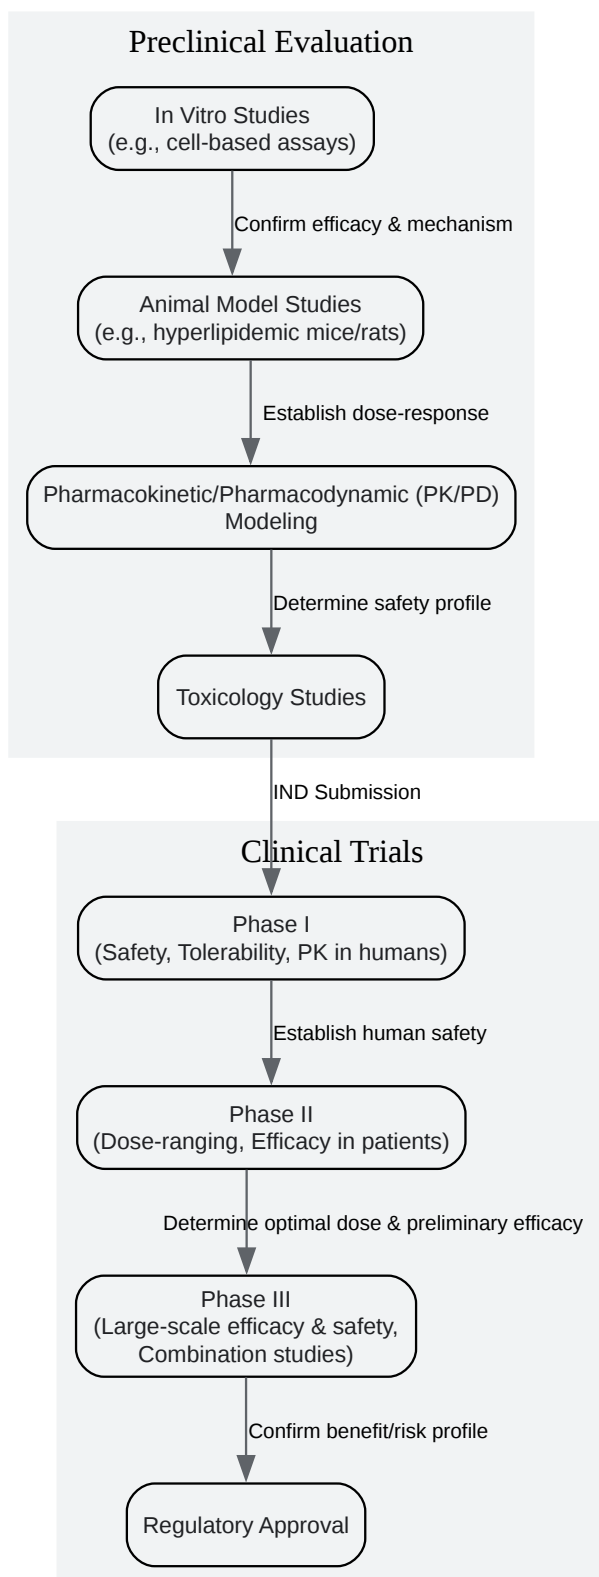 Preclinical Evaluation
In Vitro Studies
(e.g., cell-based assays)
Confirm efficacy & mechanism
Animal Model Studies
(e.g., hyperlipidemic mice/rats)
Establish dose-response
Pharmacokinetic/Pharmacodynamic (PK/PD)
Modeling
Determine safety profile
Toxicology Studies
IND Submission
Clinical Trials
Phase I
(Safety, Tolerability, PK in humans)
Establish human safety
Phase II
(Dose-ranging, Efficacy in patients)
Determine optimal dose & preliminary efficacy
Phase III
(Large-scale efficacy & safety,
Combination studies)
Confirm benefit/risk profile
Regulatory Approval